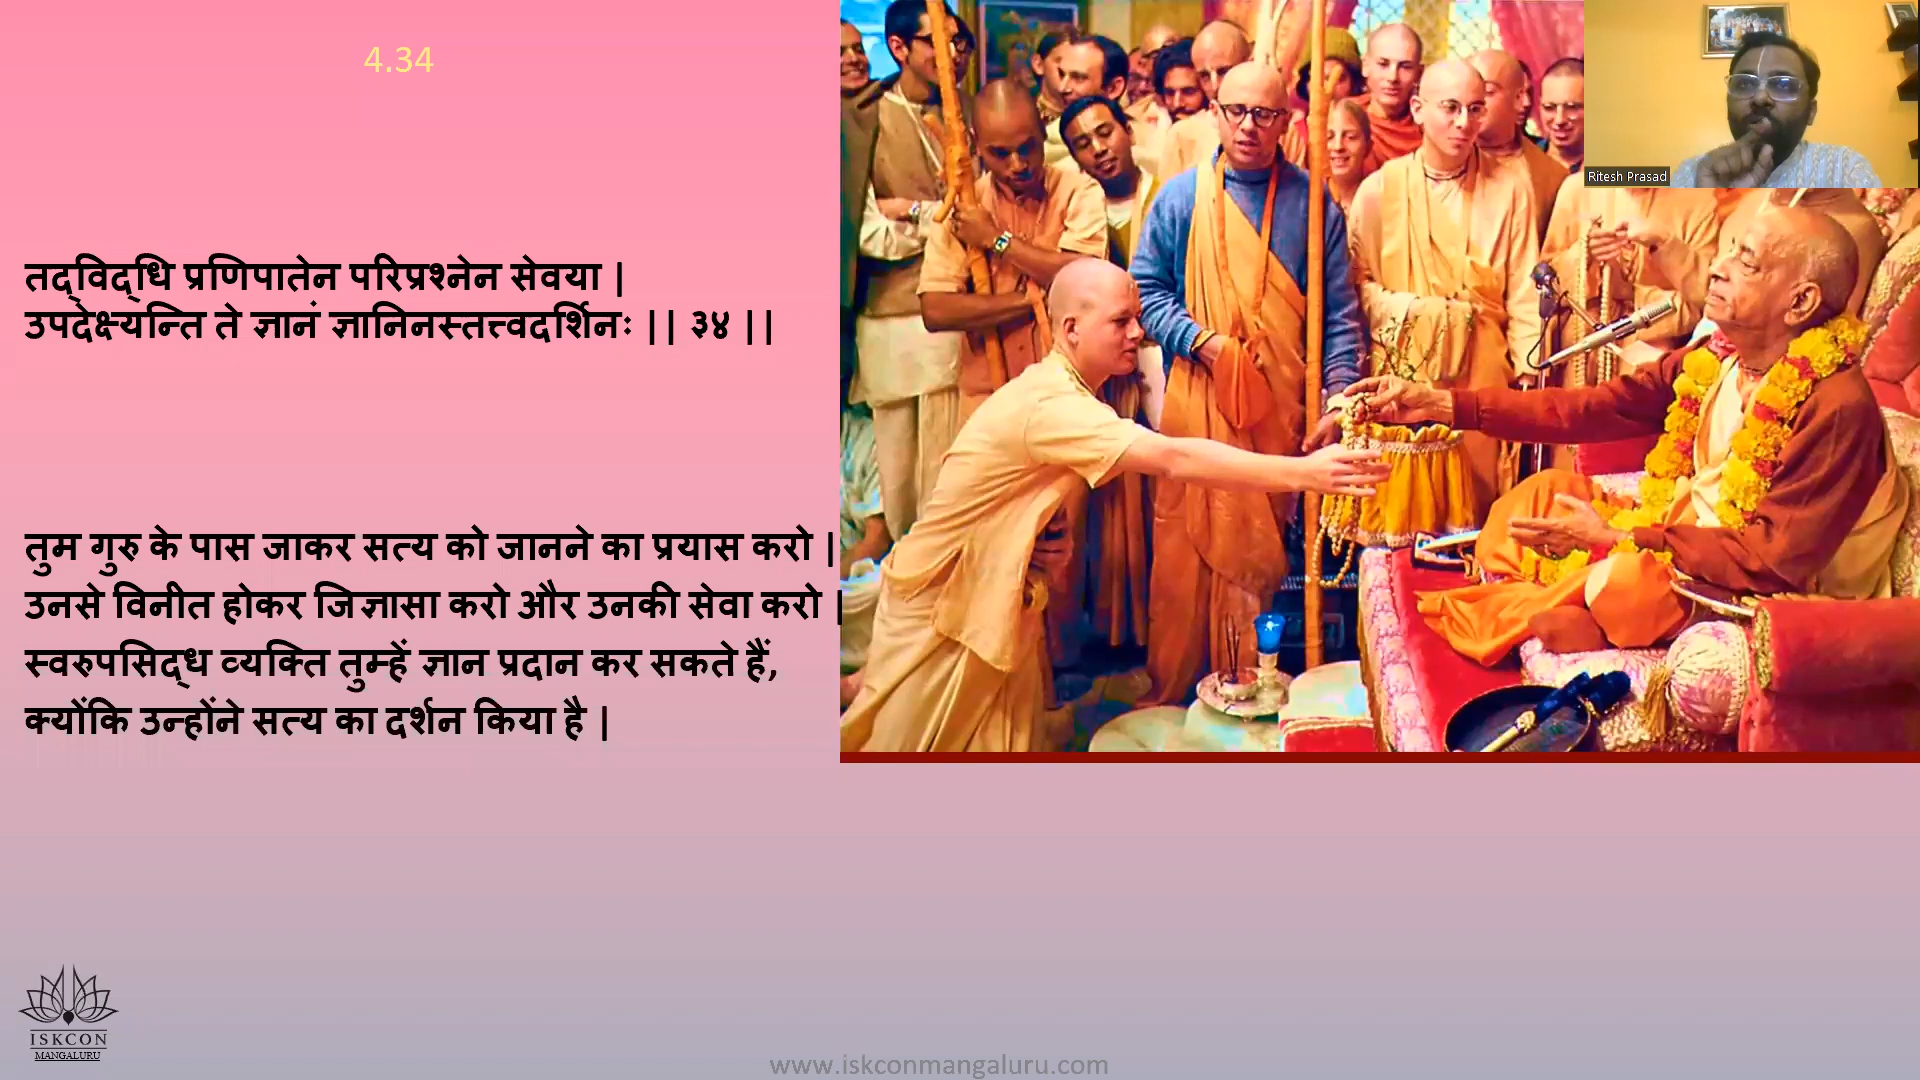 4.34
तद्विद्धि प्रणिपातेन परिप्रश्नेन सेवया |
उपदेक्ष्यन्ति ते ज्ञानं ज्ञानिनस्तत्त्वदर्शिनः || ३४ ||
तुम गुरु के पास जाकर सत्य को जानने का प्रयास करो |
उनसे विनीत होकर जिज्ञासा करो और उनकी सेवा करो |
स्वरुपसिद्ध व्यक्ति तुम्हें ज्ञान प्रदान कर सकते हैं,
क्योंकि उन्होंने सत्य का दर्शन किया है |
Ritesh Prasad
ISKCON
MANGALURU
www.iskconmangaluru.com